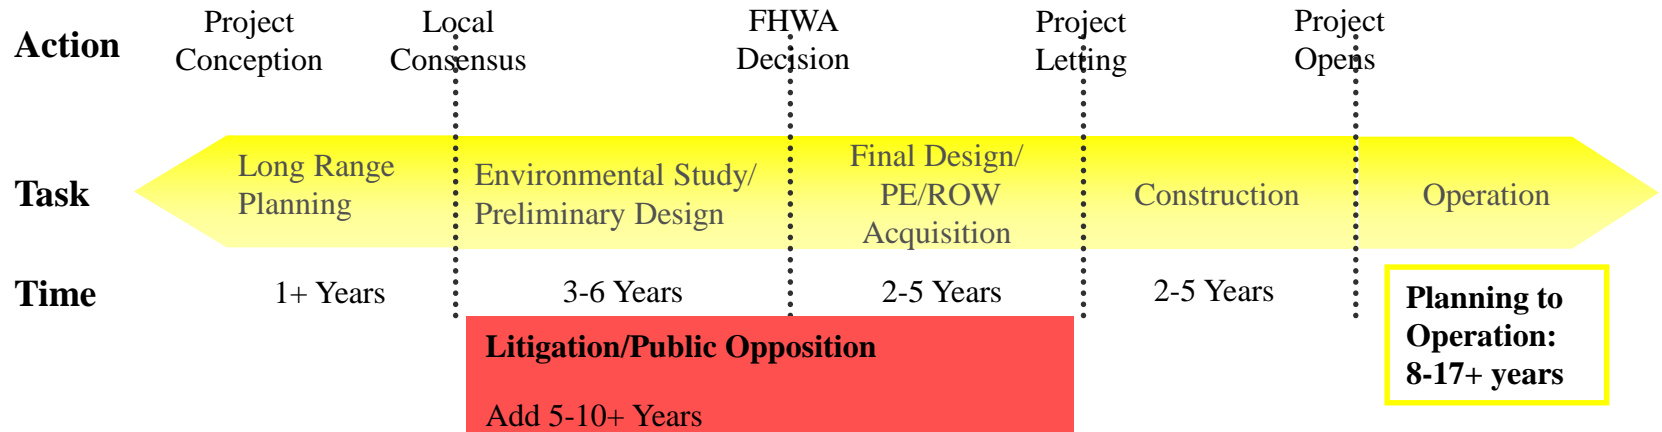 Action
Project
Conception
Local
Consensus
FHWA
Decision
Project
Letting
Project
Opens
Task
Long Range
Planning
Environmental Study/
Preliminary Design
Final Design/
PE/ROW
Acquisition
Construction
Operation
Time
1+ Years
3-6 Years
2-5 Years
2-5 Years
Planning to
Operation:
8-17+ years
Litigation/Public Opposition
Add 5-10+ Years